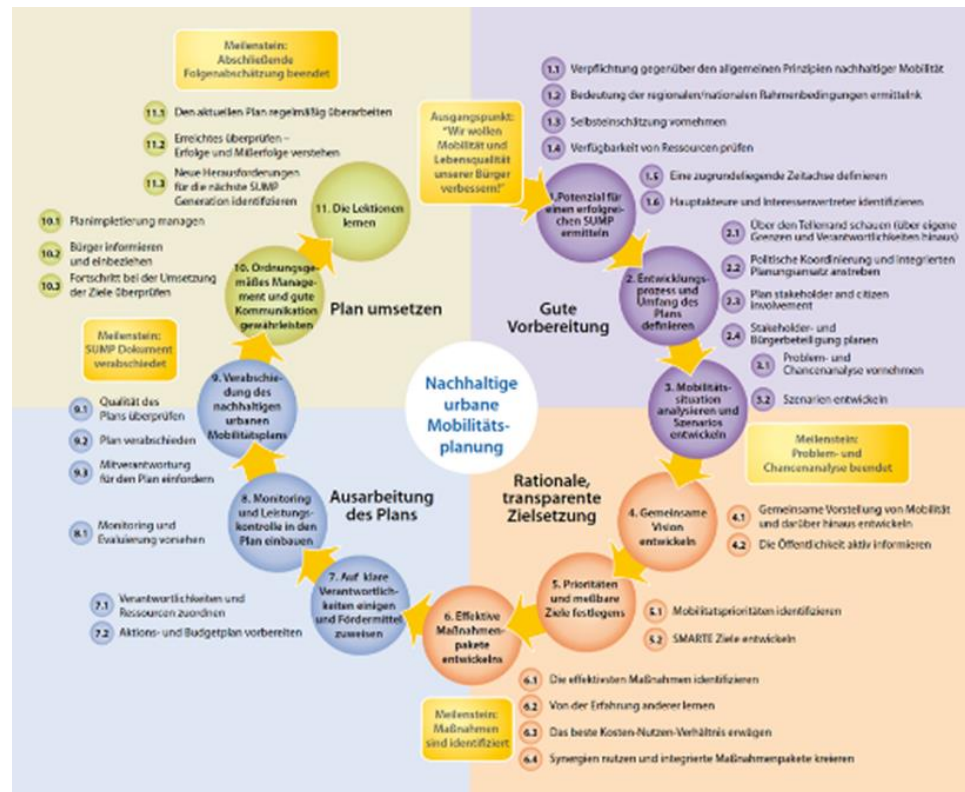 Meilenstein:
Abschließende
Folgenabschätzung beendet
11.1 Den aktuellen Plan regelmäßig überarbeiten
11.2 Erreichtes überprüfen –
Erfolge und Mißerfolge verstehen
11.3 Neue Herausforderungen
für die nächste SUMP
Generation identifizieren
11. Die Lektionen
lernen
10.1 Planimpletierung managen
10.2 Bürger informieren
und einbeziehen
10.3 Fortschritt bei der Umsetzung
der Ziele überprüfen
10. Ordnungsge-
mäßes Manage-
ment und gute
Kommunikation
gewährleisten
Plan umsetzen
Ausgangspunkt:
"Wir wollen
Mobilität und
Lebensqualität
unserer Bürger
verbessern!"
1.1 Verpflichtung gegenüber den allgemeinen Prinzipien nachhaltiger Mobilität
1.2 Bedeutung der regionalen/nationalen Rahmenbedingungen ermittelnk
1.3 Selbsteinschätzung vornehmen
1.4 Verfügbarkeit von Ressourcen prüfen
1.5 Eine zugrundeliegende Zeitachse definieren
1.6 Hauptakteure und Interessenvertreter identifizieren
1.Potenzial für
einen erfolgrei-
chen SUMP
ermitteln
2.1 Über den Tellerrand schauen (über eigene
Grenzen und Verantwortlichkeiten hinaus)
2.2 Politische Koordinierung und integrierten
Planungsansatz anstreben
2.3 Plan stakeholder and citizen
involvement
2.4 Stakeholder- und
Bürgerbeteiligung planen
2. Entwicklungs-
prozess und
Umfang des
Plans
definieren
Gute
Vorbereitung
3.1 Problem- und
Chancenanalyse vornehmen
3.2 Szenarien entwickeln
3. Mobilitäts-
situation
analysieren und
Szenarios
entwickeln
Meilenstein:
Problem- und
Chancenanalyse beendet
Nachhaltige
urbane
Mobilitäts-
planung
Meilenstein:
SUMP Dokument
verabschiedet
9. Verabschie-
dung des
nachhaltigen
urbanen
Mobilitätsplans
9.1 Qualität des
Plans überprüfen
9.2 Plan verabschieden
9.3 Mitverantwortung
für den Plan einfordern
8. Monitoring
und Leistungs-
kontrolle in den
Plan einbauen
8.1 Monitoring und
Evaluierung vorsehen
Ausarbeitung
des Plans
7. Auf klare
Verantwortlich-
keiten einigen
und Fördermittel
zuweisen
7.1 Verantwortlichkeiten und
Ressourcen zuordnen
7.2 Aktions- und Budgetplan vorbereiten
Rationale,
transparente
Zielsetzung
4. Gemeinsame
Vision
entwickeln
4.1 Gemeinsame Vorstellung von Mobilität
und darüber hinaus entwickeln
4.2 Die Öffentlichkeit aktiv informieren
5. Prioritäten
und meßbare
Ziele festlegens
5.1 Mobilitatsprioritäten identifizieren
5.2 SMARTE Ziele entwickeln
6. Effektive
Maßnahmen-
pakete
entwickelns
6.1 Die effektivsten Maßnahmen identifizieren
6.2 Von der Erfahrung anderer lernen
6.3 Das beste Kosten-Nutzen-Verhältnis erwägen
6.4 Synergien nutzen und integrierte Maßnahmenpakete kreieren
Meilenstein:
Maßnahmen
sind identifiziert